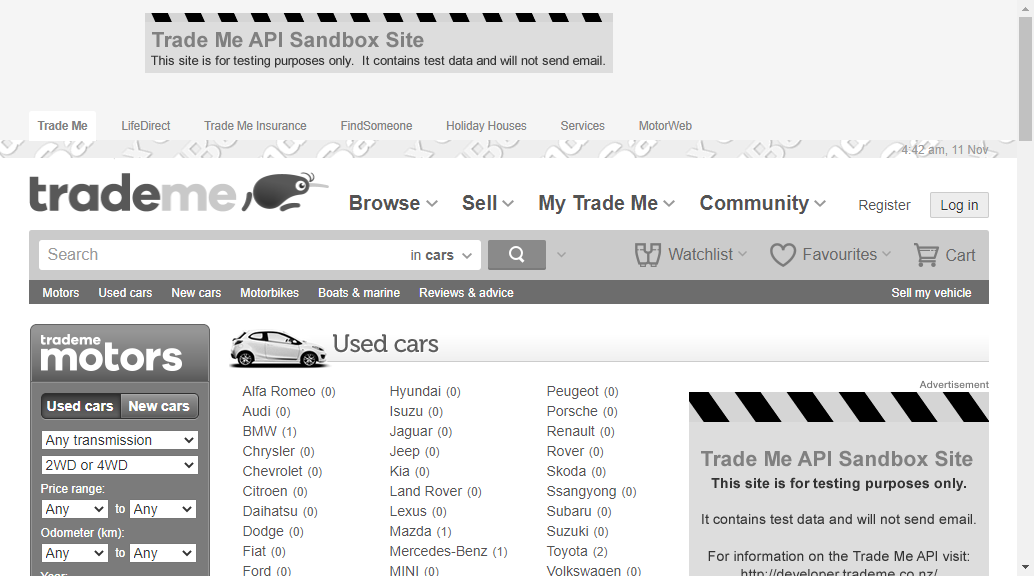 Trade Me API Sandbox Site
This site is for testing purposes only. It contains test data and will not send email.
Trade Me LifeDirect Trade Me Insurance FindSomeone Holiday Houses Services MotorWeb
4:42 am, 11 Nov
trademe Browse Sell My Trade Me Community Register Log in
Search in cars Watchlist Favourites Cart
Motors Used cars New cars Motorbikes Boats & marine Reviews & advice Sell my vehicle
trademe
motors
Used cars New cars
Any transmission
2WD or 4WD
Price range:
Any to Any
Odometer (km):
Any to Any
Year:
Used cars
Alfa Romeo (0)
Audi (0)
BMW (1)
Chrysler (0)
Chevrolet (0)
Citroen (0)
Daihatsu (0)
Dodge (0)
Fiat (0)
Ford (0)
Hyundai (0)
Isuzu (0)
Jaguar (0)
Jeep (0)
Kia (0)
Land Rover (0)
Lexus (0)
Mazda (1)
Mercedes-Benz (1)
MINI (0)
Peugeot (0)
Porsche (0)
Renault (0)
Rover (0)
Skoda (0)
Ssangyong (0)
Subaru (0)
Suzuki (0)
Toyota (2)
Volkswagen (0)
Advertisement
Trade Me API Sandbox Site
This site is for testing purposes only.
It contains test data and will not send email.
For information on the Trade Me API visit:
http://developer.trademe.co.nz/